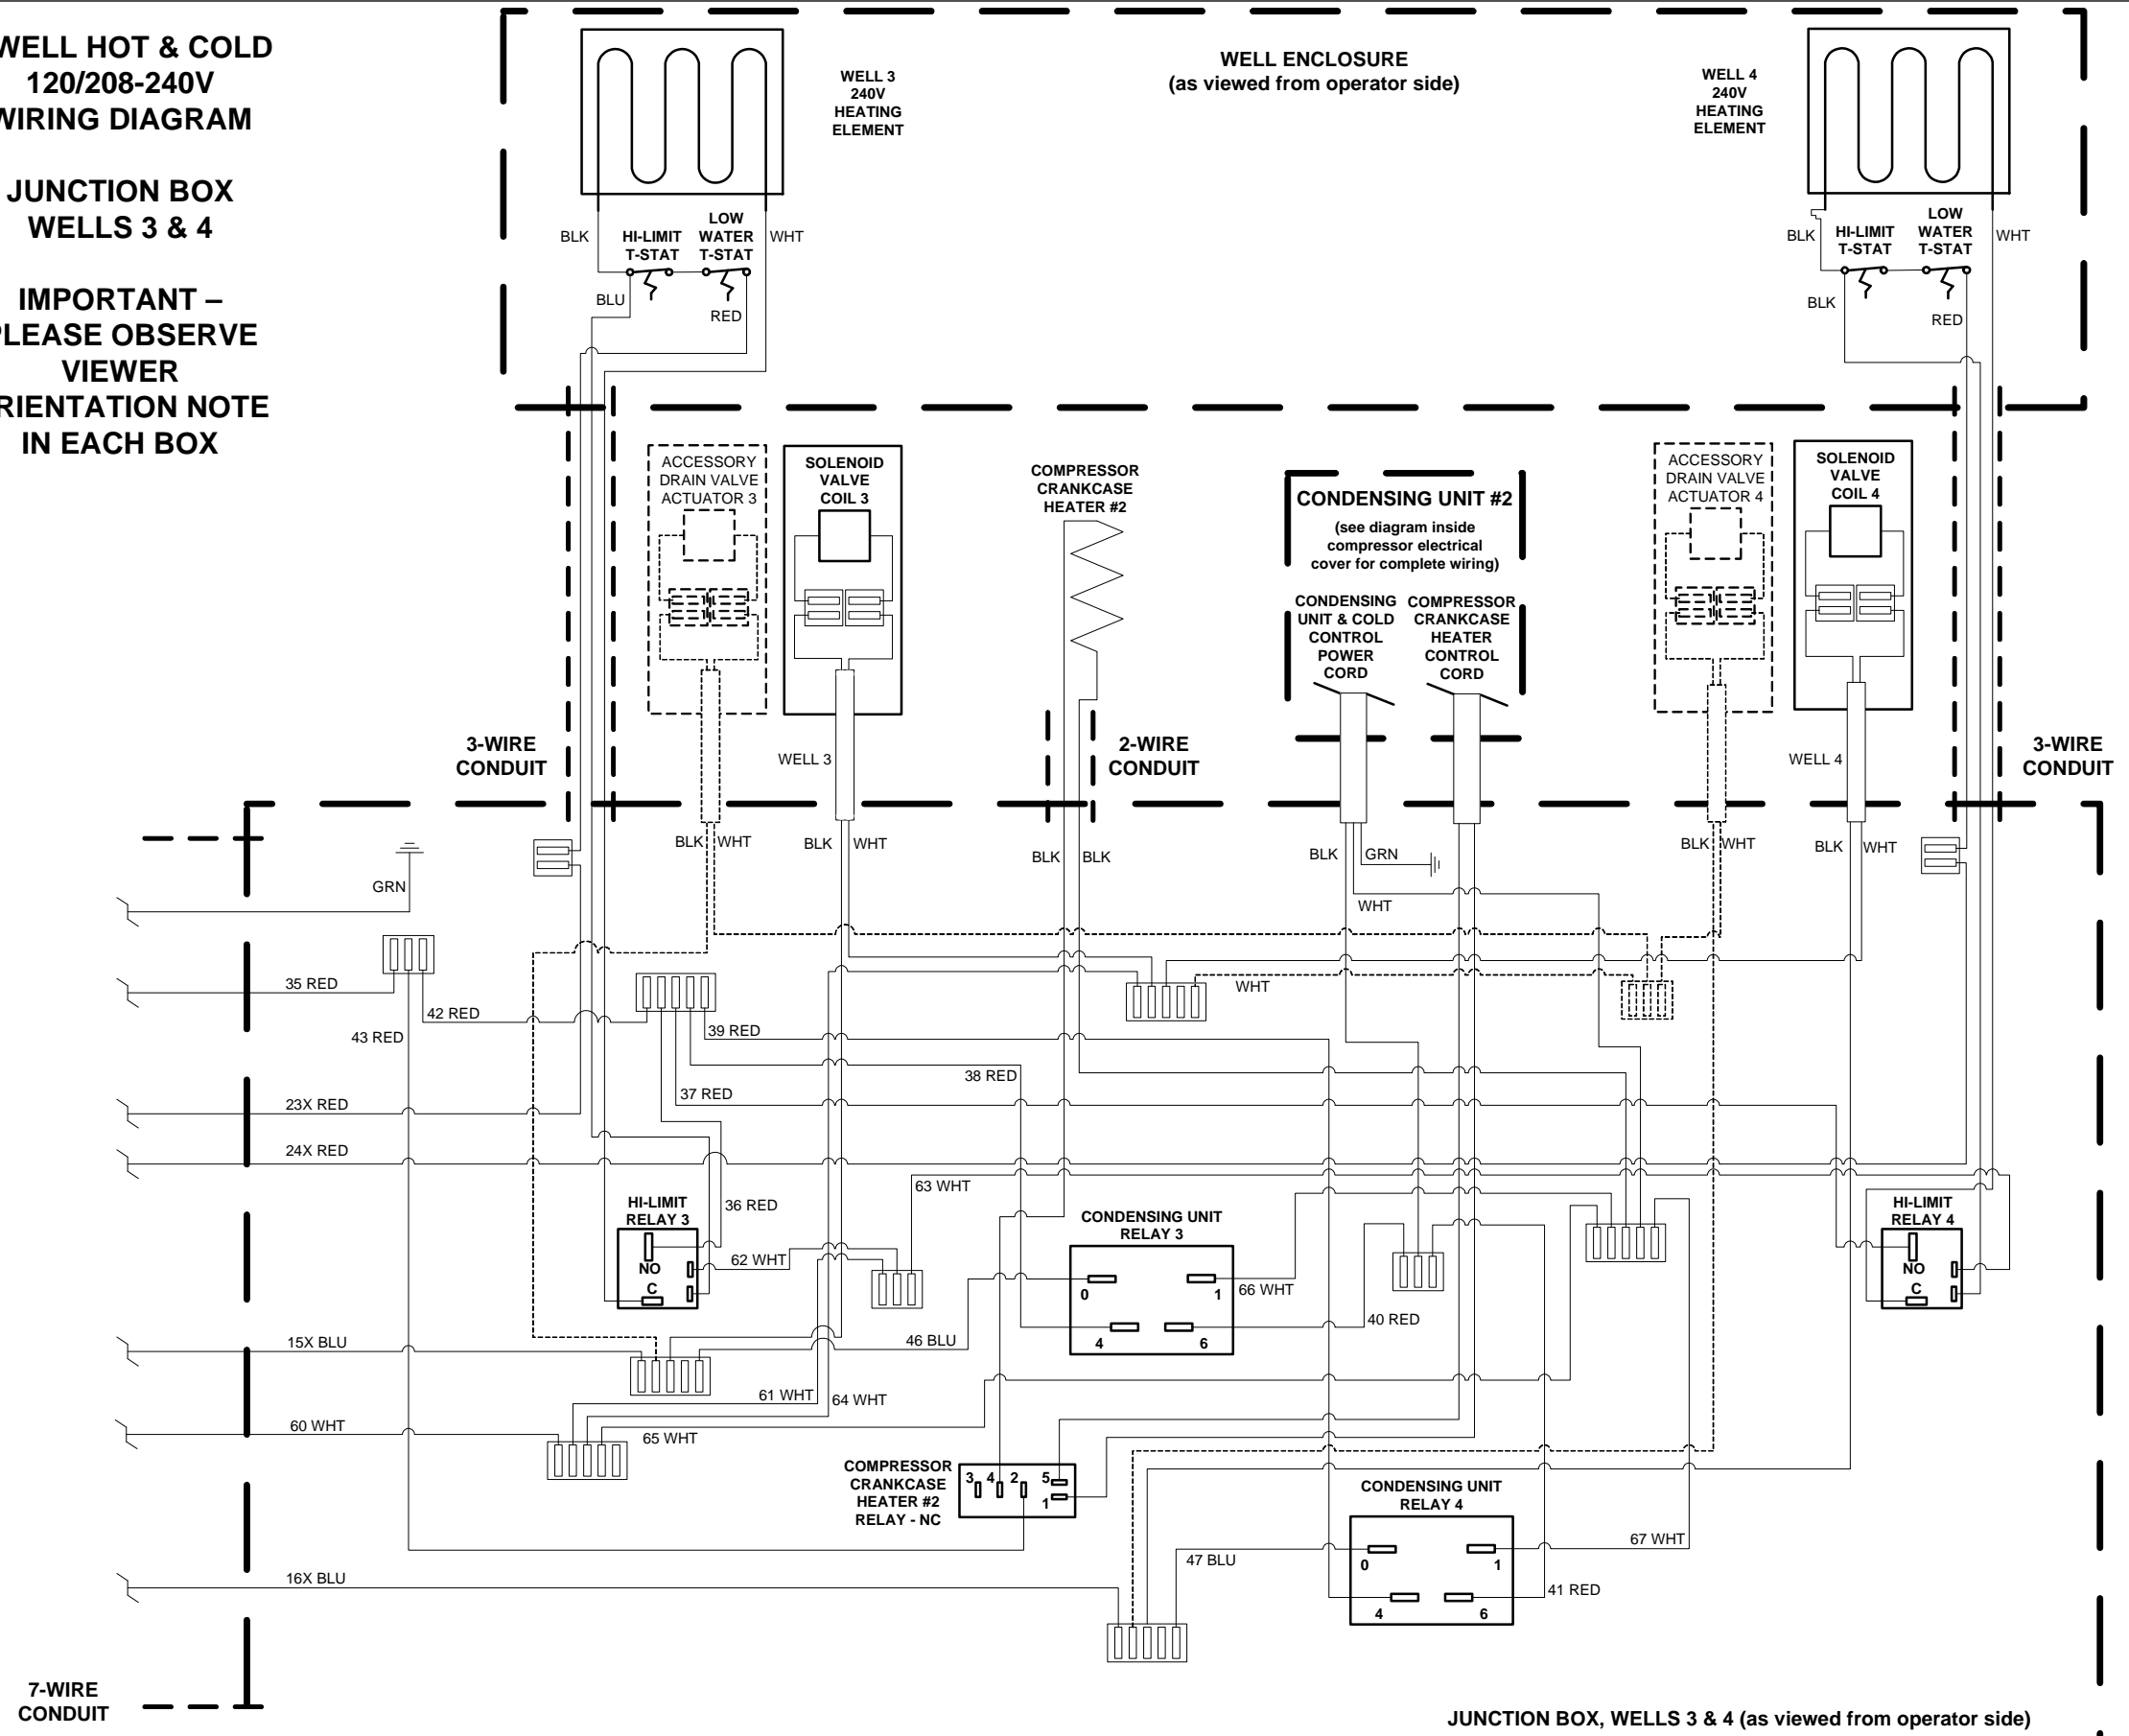 WELL HOT & COLD
120/208-240V
WIRING DIAGRAM
JUNCTION BOX
WELLS 3 & 4
IMPORTANT –
PLEASE OBSERVE
VIEWER
ORIENTATION NOTE
IN EACH BOX
WELL ENCLOSURE
(as viewed from operator side)
WELL 3
240V
HEATING
ELEMENT
WELL 4
240V
HEATING
ELEMENT
BLK
HI-LIMIT
T-STAT
LOW
WATER
T-STAT
WHT
BLU
RED
BLK
HI-LIMIT
T-STAT
LOW
WATER
T-STAT
WHT
BLK
RED
ACCESSORY
DRAIN VALVE
ACTUATOR 3
SOLENOID
VALVE
COIL 3
COMPRESSOR
CRANKCASE
HEATER #2
CONDENSING UNIT #2
(see diagram inside
compressor electrical
cover for complete wiring)
CONDENSING
UNIT & COLD
CONTROL
POWER
CORD
COMPRESSOR
CRANKCASE
HEATER
CONTROL
CORD
ACCESSORY
DRAIN VALVE
ACTUATOR 4
SOLENOID
VALVE
COIL 4
3-WIRE
CONDUIT
WELL 3
2-WIRE
CONDUIT
WELL 4
3-WIRE
CONDUIT
BLK
WHT
BLK
WHT
BLK
BLK
BLK
GRN
WHT
BLK
WHT
BLK
WHT
GRN
35 RED
42 RED
43 RED
39 RED
WHT
38 RED
37 RED
23X RED
24X RED
63 WHT
36 RED
HI-LIMIT
RELAY 3
NO
C
62 WHT
CONDENSING UNIT
RELAY 3
0
1
4
6
66 WHT
40 RED
HI-LIMIT
RELAY 4
NO
C
15X BLU
46 BLU
61 WHT
64 WHT
60 WHT
65 WHT
COMPRESSOR
CRANKCASE
HEATER #2
RELAY - NC
3
4
2
5
1
CONDENSING UNIT
RELAY 4
0
1
4
6
67 WHT
47 BLU
41 RED
16X BLU
7-WIRE
CONDUIT
JUNCTION BOX, WELLS 3 & 4 (as viewed from operator side)